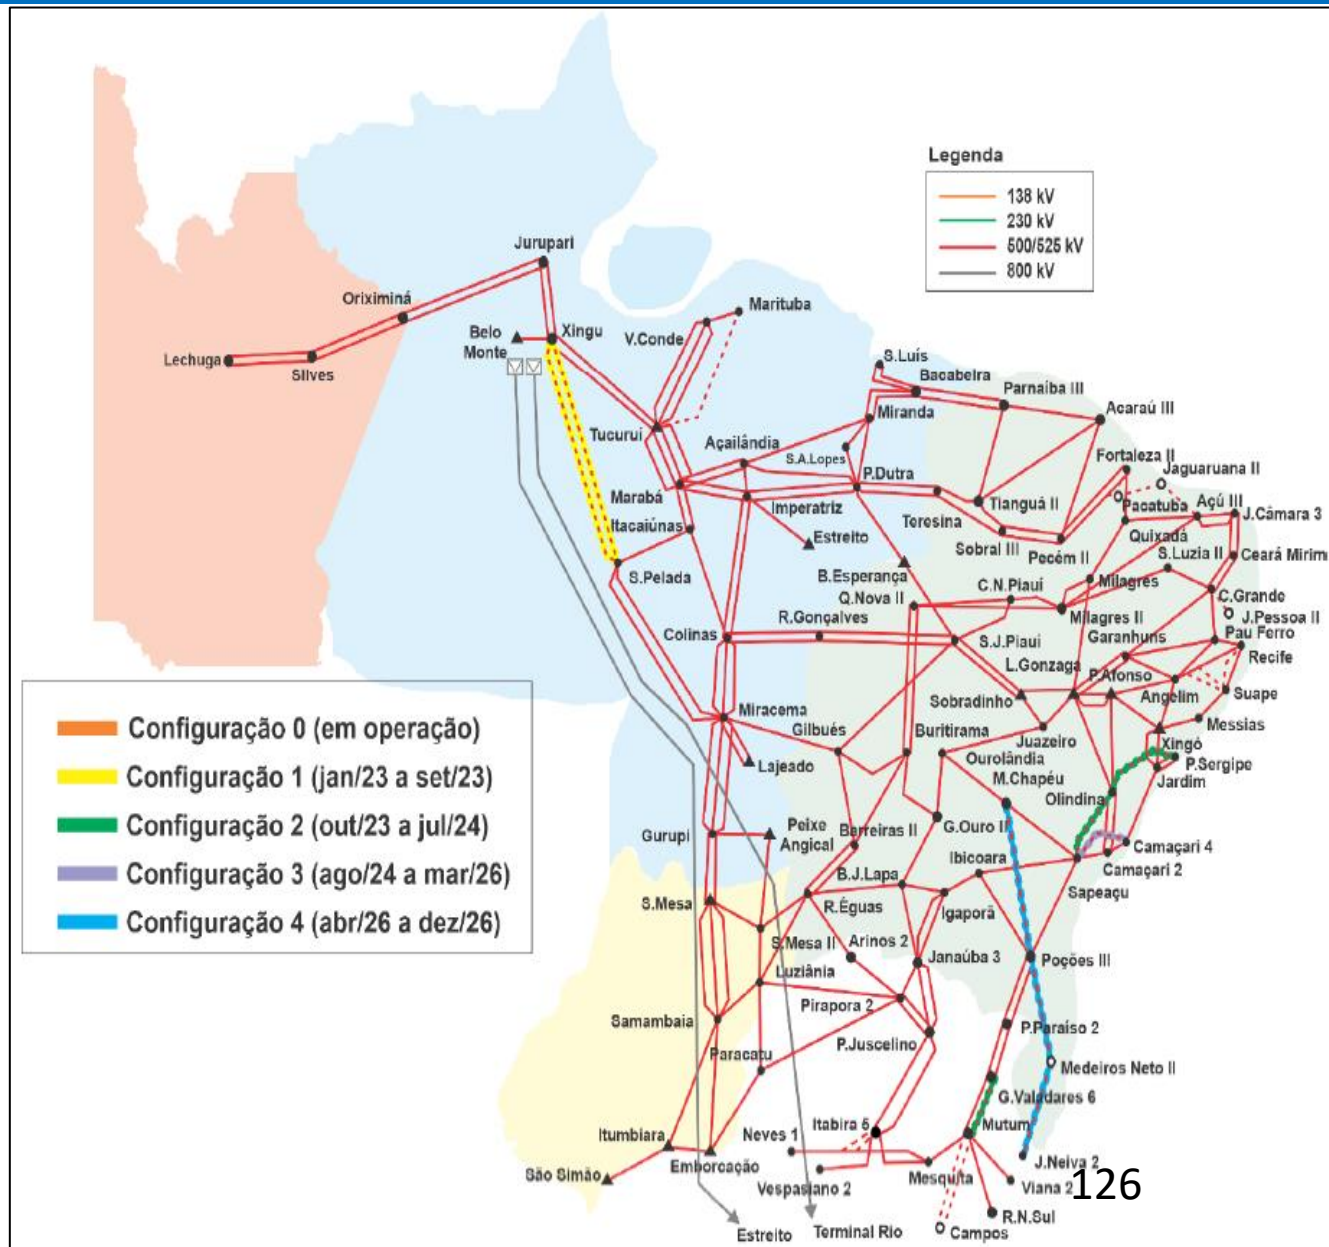 Legenda
138 kV
230 kV
500/525 kV
800 kV
Jurupari
Oriximiná
Marituba
Belo
Monte
Xingu
V.Conde
Lechuga
Silves
S.Luís
Bacabeira
Parnaíba III
Miranda
Acaraú III
Tucuruí
Açailândia
S.A.Lopes
Fortaleza II
Jaguaruana II
P.Dutra
Marabá
Pacatuba
Açú III
J.Câmara 3
Imperatriz
Tianguá II
Itacaiúnas
Teresina
Quixadá
Estreito
Sobral III
Pecém II
S.Luzia II
Ceará Mirim
S.Pelada
B.Esperança
C.N.Piauí
Milagres
Q.Nova II
C.Grande
R.Gonçalves
Milagres II
J.Pessoa II
Colinas
S.J.Piauí
Garanhuns
Pau Ferro
Recife
L.Gonzaga
P.Afonso
Sobradinho
Angelim
Suape
Miracema
Messias
Gilbués
Buritirama
Juazeiro
Xingó
Lajeado
Ourolândia
P.Sergipe
M.Chapéu
Jardim
Olindina
Gurupi
Peixe
Angical
Barreiras II
G.Ouro II
Camaçari 4
Ibicoara
Camaçari 2
B.J.Lapa
Sapeaçu
S.Mesa
R.Éguas
Igaporã
S.Mesa II
Arinos 2
Janaúba 3
Poções III
Luziânia
Pirapora 2
Samambaia
P.Paraíso 2
P.Juscelino
Paracatu
Medeiros Neto II
G.Valadares 6
Itabira 5
Mutum
Itumbiara
Neves 1
Emborcação
J.Neiva 2
São Simão
Mesquita
Vespasiano 2
Viana 2
126
R.N.Sul
Estreito
Terminal Rio
Campos
Configuração 0 (em operação)
Configuração 1 (jan/23 a set/23)
Configuração 2 (out/23 a jul/24)
Configuração 3 (ago/24 a mar/26)
Configuração 4 (abr/26 a dez/26)